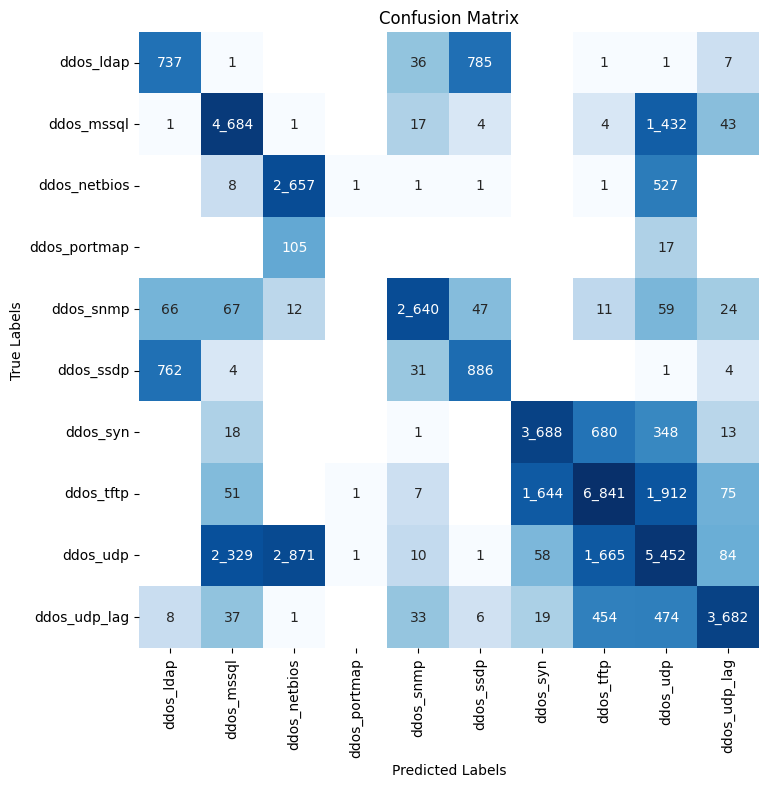 Confusion Matrix
ddos_ldap 737 1 36 785 1 1 7
ddos_mssql 1 4_684 1 17 4 4 1_432 43
ddos_netbios 8 2_657 1 1 1 1 527
ddos_portmap 105 17
ddos_snmp 66 67 12 2_640 47 11 59 24
ddos_ssdp 762 4 31 886 1 4
ddos_syn 18 1 3_688 680 348 13
ddos_tftp 51 1 7 1_644 6_841 1_912 75
ddos_udp 2_329 2_871 1 10 1 58 1_665 5_452 84
ddos_udp_lag 8 37 1 33 6 19 454 474 3_682
True Labels
ddos_ldap ddos_mssql ddos_netbios ddos_portmap ddos_snmp ddos_ssdp ddos_syn ddos_tftp ddos_udp ddos_udp_lag
Predicted Labels